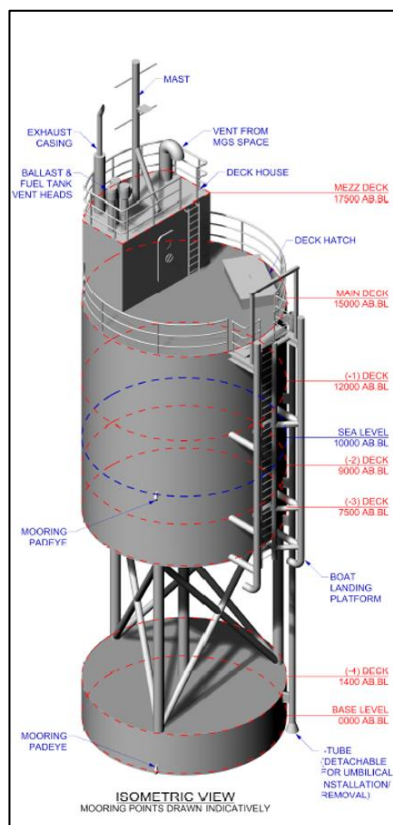 MAST
EXHAUST
CASING
VENT FROM
MGS SPACE
BALLAST &
FUEL TANK
VENT HEADS
DECK HOUSE
MEZZ DECK
17500 AB.BL
DECK HATCH
MAIN DECK
15000 AB.BL
(-1) DECK
12000 AB.BL
SEA LEVEL
10000 AB.BL
(-2) DECK
9000 AB.BL
(-3) DECK
7500 AB.BL
MOORING
PADEYE
BOAT
LANDING
PLATFORM
(-4) DECK
1400 AB.BL
BASE LEVEL
0000 AB.BL
MOORING
PADEYE
-TUBE
(DETACHABLE
FOR UMBILICAL
INSTALLATION/
REMOVAL)
ISOMETRIC VIEW
MOORING POINTS DRAWN INDICATIVELY